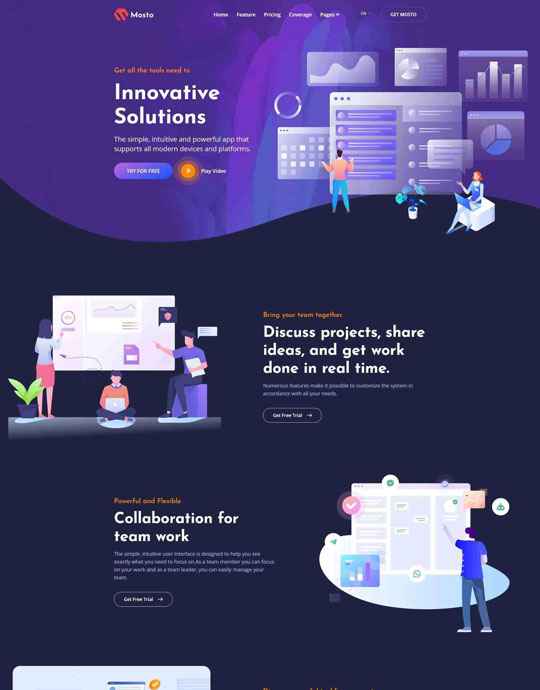 Mosto
Home Feature Pricing Coverage Pages
EN
GET MOSTO
Get all the tools need to
Innovative
Solutions
The simple, intuitive and powerful app that
supports all modern devices and platforms.
TRY FOR FREE
Play Video
Bring your team together
Discuss projects, share
ideas, and get work
done in real time.
Numerous features make it possible to customize the system in
accordance with all your needs.
Get Free Trial
Powerful and Flexible
Collaboration for
team work
The simple, intuitive user interface is designed to help you see
exactly what you need to focus on.As a team member you can focus
on your work and as a team leader, you can easily manage your
team.
Get Free Trial